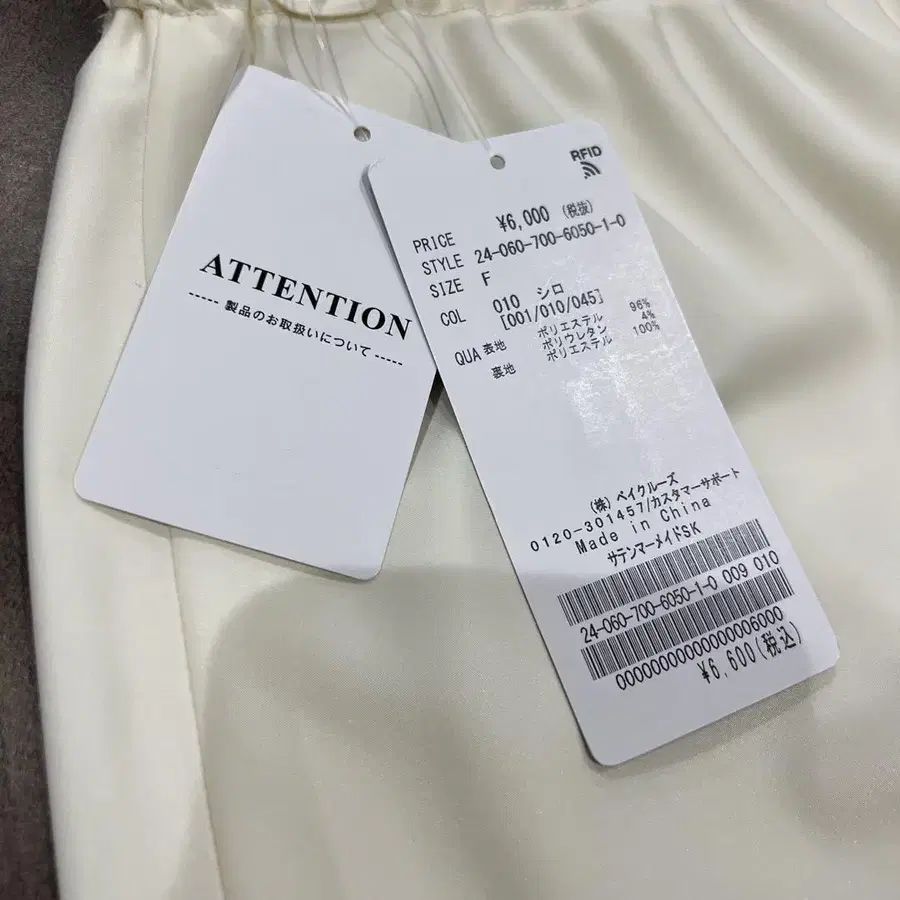 ATTENTION
----- 製品のお取扱いについて -----
RFID
PRICE ¥6,000 (税抜)
STYLE 24-060-700-6050-1-0
SIZE F
COL 010 シロ
[001/010/045]
QUA 表地 ポリエステル 96%
ポリウレタン 4%
裏地 ポリエステル 100%
(株) ベイクルーズ
0120-301457/カスタマーサポート
Made in China
サテンマーメイドSK
24-060-700-6050-1-0 009 010
0000000000000006000
¥6,600(税込)